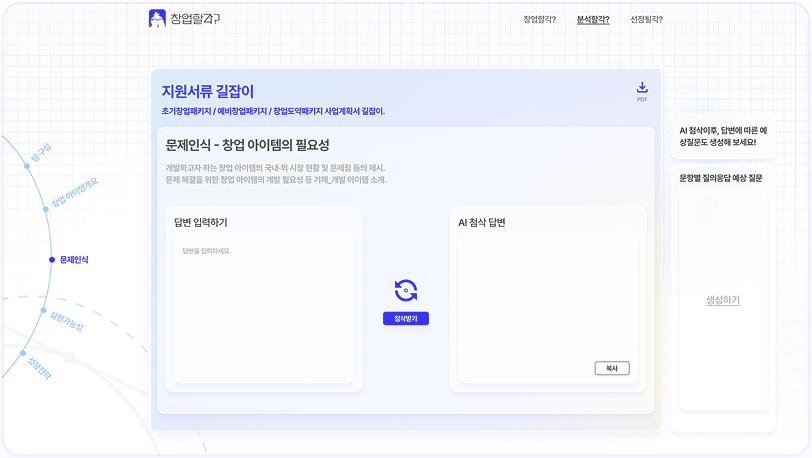 창업할각?
창업할각? 분석할각? 선정될각?
지원서류 길잡이
PDF
초기창업패키지 / 예비창업패키지 / 창업도약패키지 사업계획서 길잡이.
문제인식 - 창업 아이템의 필요성
개발하고자 하는 창업 아이템의 국내·외 시장 현황 및 문제점 등의 제시.
문제 해결을 위한 창업 아이템의 개발 필요성 등 기재_개발 아이템 소개.
팀 구성
창업 아이템개요
문제인식
실현가능성
성장전략
답변 입력하기
답변을 입력하세요.
첨삭받기
AI 첨삭 답변
복사
AI 첨삭이후, 답변에 따른 예
상질문도 생성해 보세요!
문항별 질의응답 예상 질문
생성하기